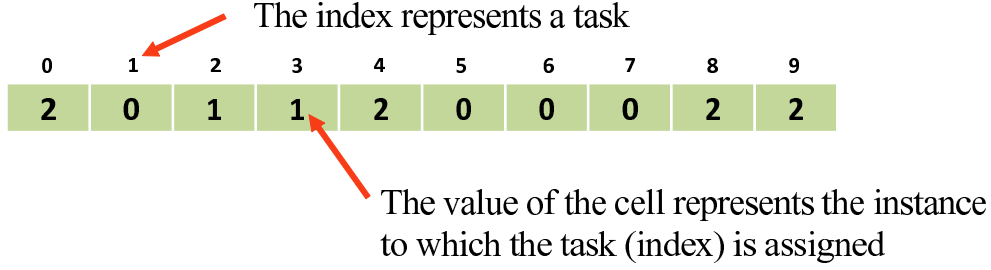 The index represents a task
0 1 2 3 4 5 6 7 8 9
2 0 1 1 2 0 0 0 2 2
The value of the cell represents the instance
to which the task (index) is assigned